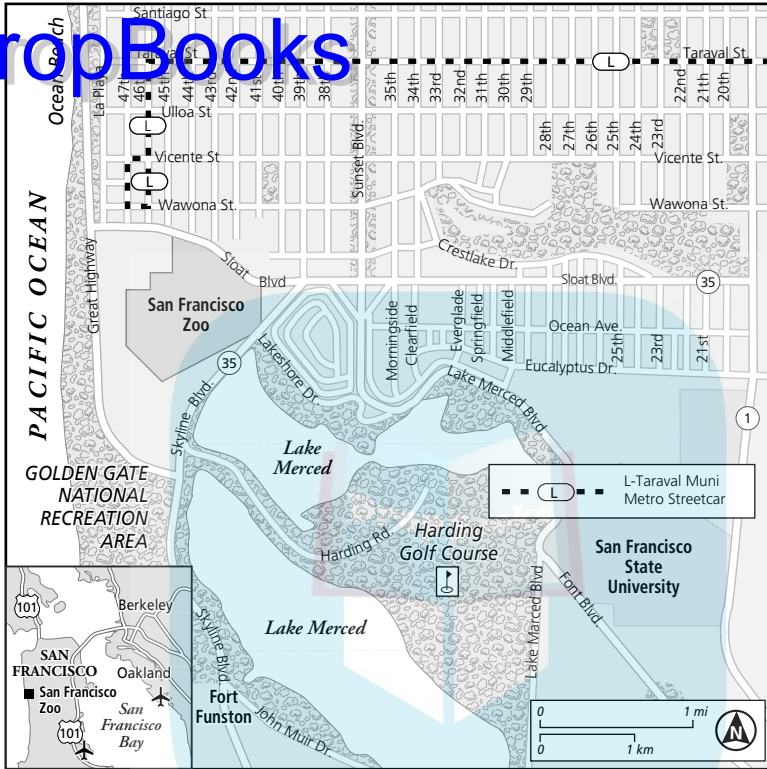 Santiago St
ropBooks
Taraval St.
L
Taraval St.
Ocean Beach
La Playa
47th
46th
45th
44th
43rd
42nd
41st
40th
39th
38th
35th
34th
33rd
32nd
31th
30th
29th
22nd
21th
20th
Ulloa St
L
28th
27th
26th
25th
24th
23rd
Vicente St
Vicente St.
Sunset Blvd.
L
Wawona St.
Wawona St.
PACIFIC OCEAN
Great Highway
Sloat Blvd
Crestlake Dr.
Sloat Blvd.
35
San Francisco
Zoo
Morningside
Clearfield
Everglade
Springfield
Middlefield
Ocean Ave.
25th
23rd
21st
Eucalyptus Dr.
35
Lakeshore Dr.
Lake Merced Blvd
Skyline Blvd.
1
Lake
Merced
GOLDEN GATE
NATIONAL
RECREATION
AREA
L
L-Taraval Muni
Metro Streetcar
Harding Rd.
Harding
Golf Course
San Francisco
State
University
Lake Marced Blvd
Font Blvd.
Lake Merced
Skyline Blvd.
Fort
Funston
John Muir Dr.
101
Berkeley
SAN
FRANCISCO
Oakland
San Francisco
Zoo
San
Francisco
Bay
101
0 1 mi
0 1 km
N